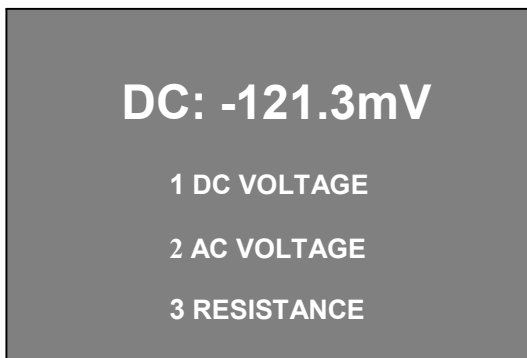 DC: -121.3mV
1 DC VOLTAGE
2 AC VOLTAGE
3 RESISTANCE